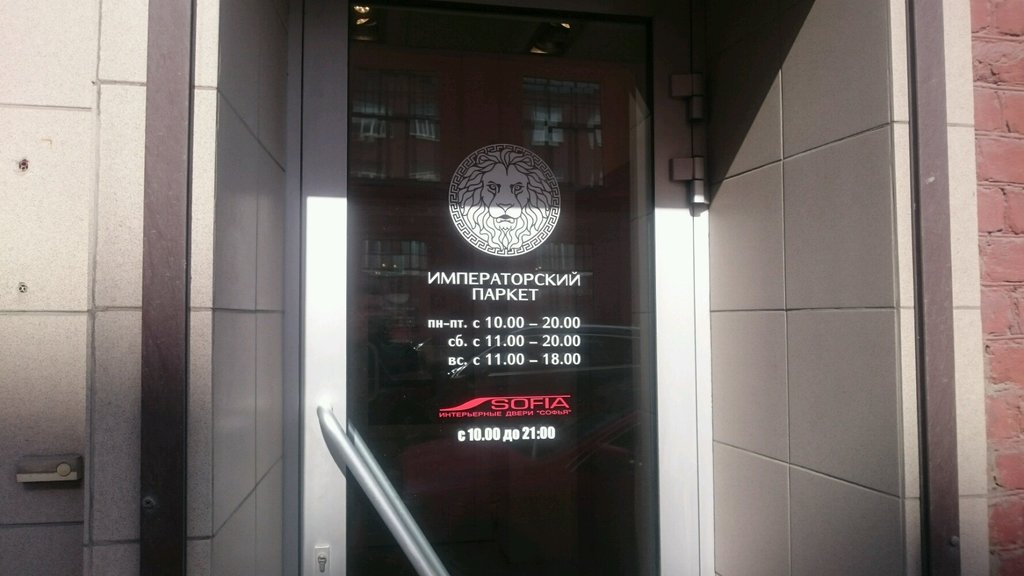 ИМПЕРАТОРСКИЙ
ПАРКЕТ
пн-пт. с 10.00 – 20.00
сб. с 11.00 – 20.00
вс. с 11.00 – 18.00
SOFIA
ИНТЕРЬЕРНЫЕ ДВЕРИ "СОФЬЯ"
с 10.00 до 21:00